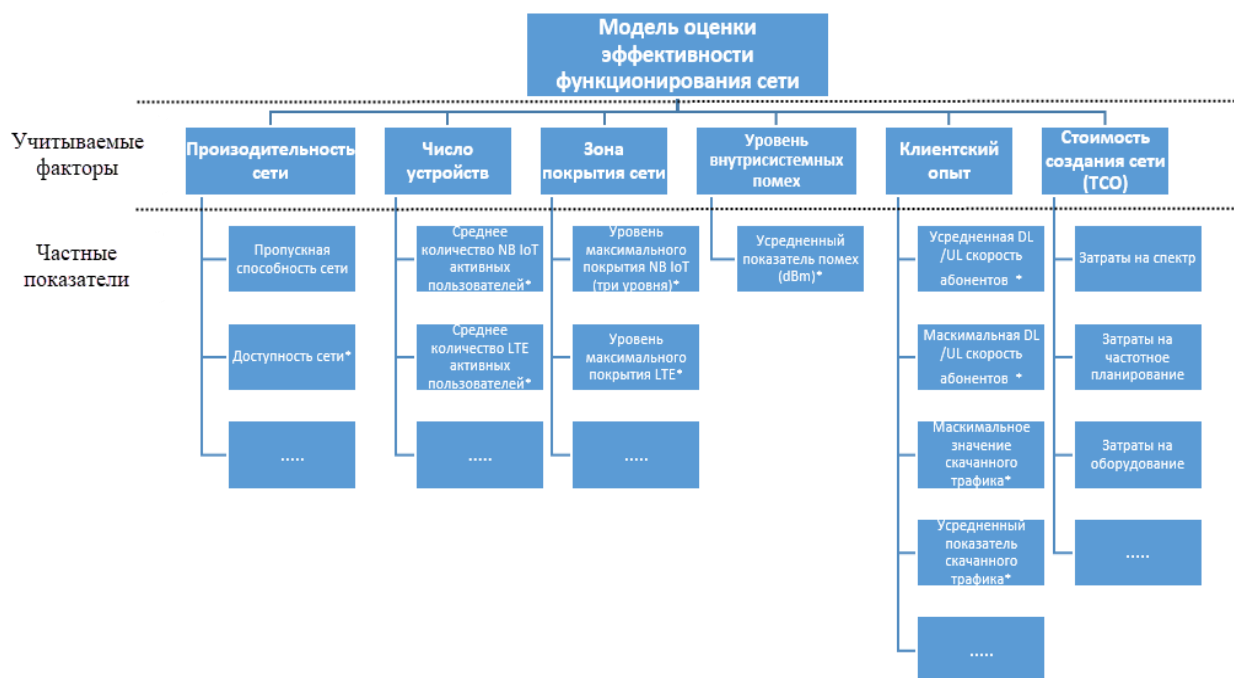 Модель оценки
эффективности
функционирования сети
Учитываемые
факторы
Произодительность
сети
Число
устройств
Зона
покрытия сети
Уровень
внутрисистемных
помех
Клиентский
опыт
Стоимость
создания сети
(TCO)
Частные
показатели
Пропускная
способность сети
Доступность сети*
.....
Среднее
количество NB IoT
активных
пользователей*
Среднее
количество LTE
активных
пользователей*
.....
Уровень
максимального
покрытия NB IoT
(три уровня)*
Уровень
максимального
покрытия LTE*
.....
Усредненный
показатель помех
(dBm)*
Усредненная DL
/UL скорость
абонентов *
Маскимальная DL
/UL скорость
абонентов *
Маскимальное
значение
скачанного
трафика*
Усредненный
показатель
скачанного
трафика*
.....
Затраты на спектр
Затраты на
частотное
планирование
Затраты на
оборудование
.....